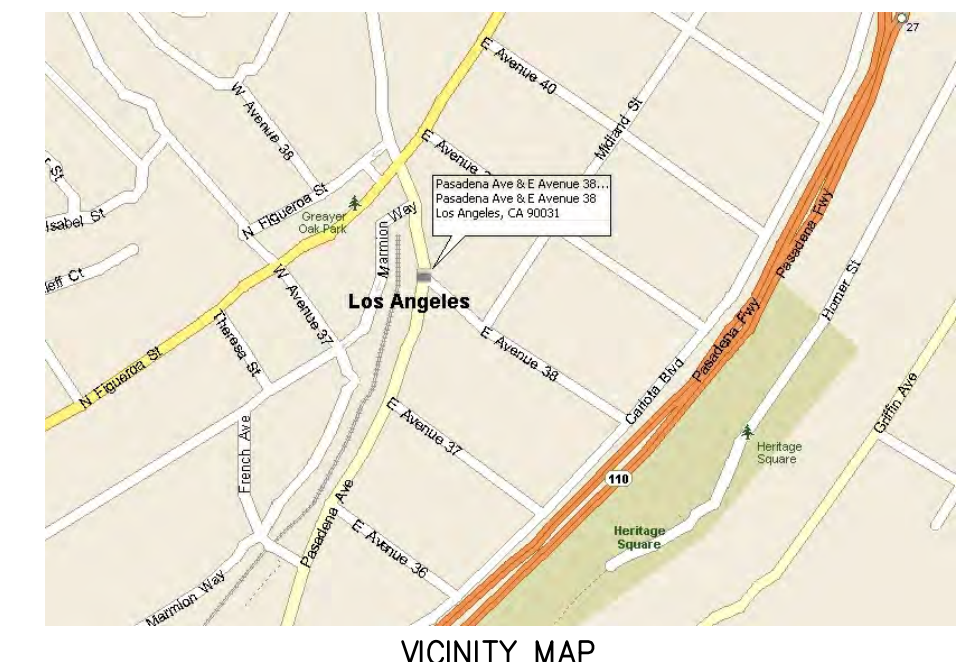 27
E Avenue 40
W Avenue 38
Midland St
E Avenue
r St
Pasadena Ave & E Avenue 38...
Pasadena Ave & E Avenue 38
Los Angeles, CA 90031
N Figueroa St
Greayer
Oak Park
Isabel St
Marmion Way
Pasadena Fwy
Homer St
leff Ct
W Avenue 37
Los Angeles
Pasadena Fwy
Theresa St
E Avenue 38
N Figueroa St
Carlota Blvd
Griffin Ave
E Avenue 37
French Ave
Heritage
Square
110
Pasadena Ave
Heritage
Square
E Avenue 36
Marmion Way
VICINITY MAP